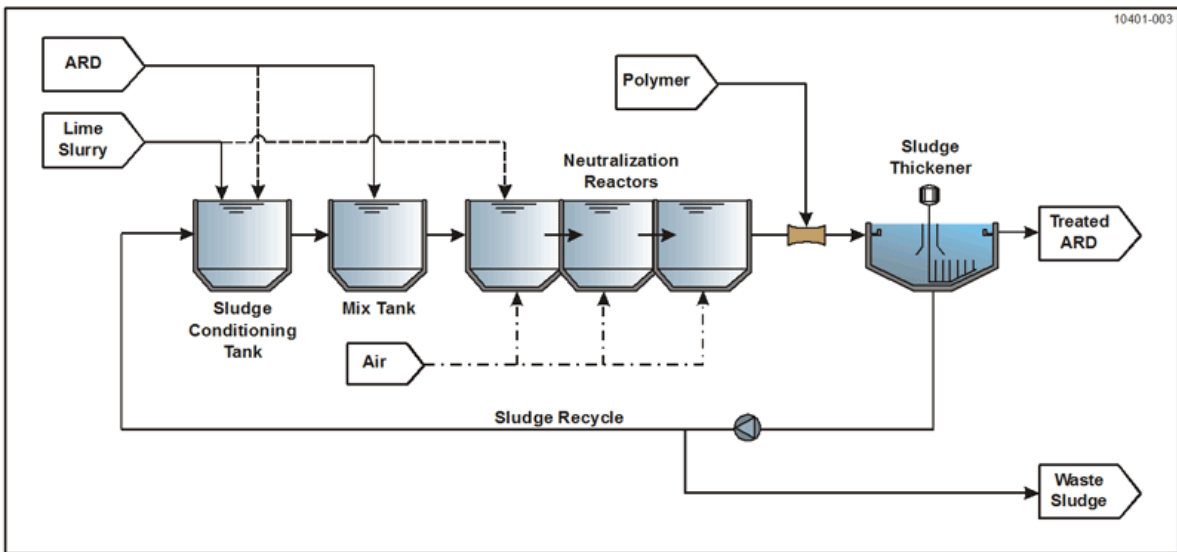 10401-003
ARD
Polymer
Lime
Slurry
Sludge
Thickener
Neutralization
Reactors
Treated
ARD
Sludge
Conditioning
Tank
Mix Tank
Air
Sludge Recycle
Waste
Sludge